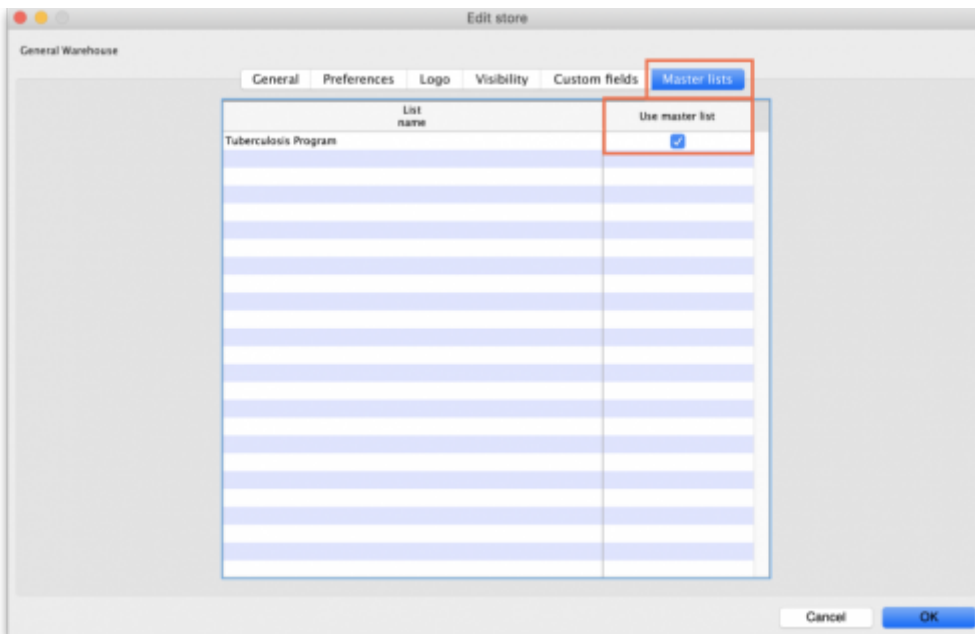 Edit store
General Warehouse
General Preferences Logo Visibility Custom fields Master lists
List
name
Use master list
Tuberculosis Program
Cancel OK